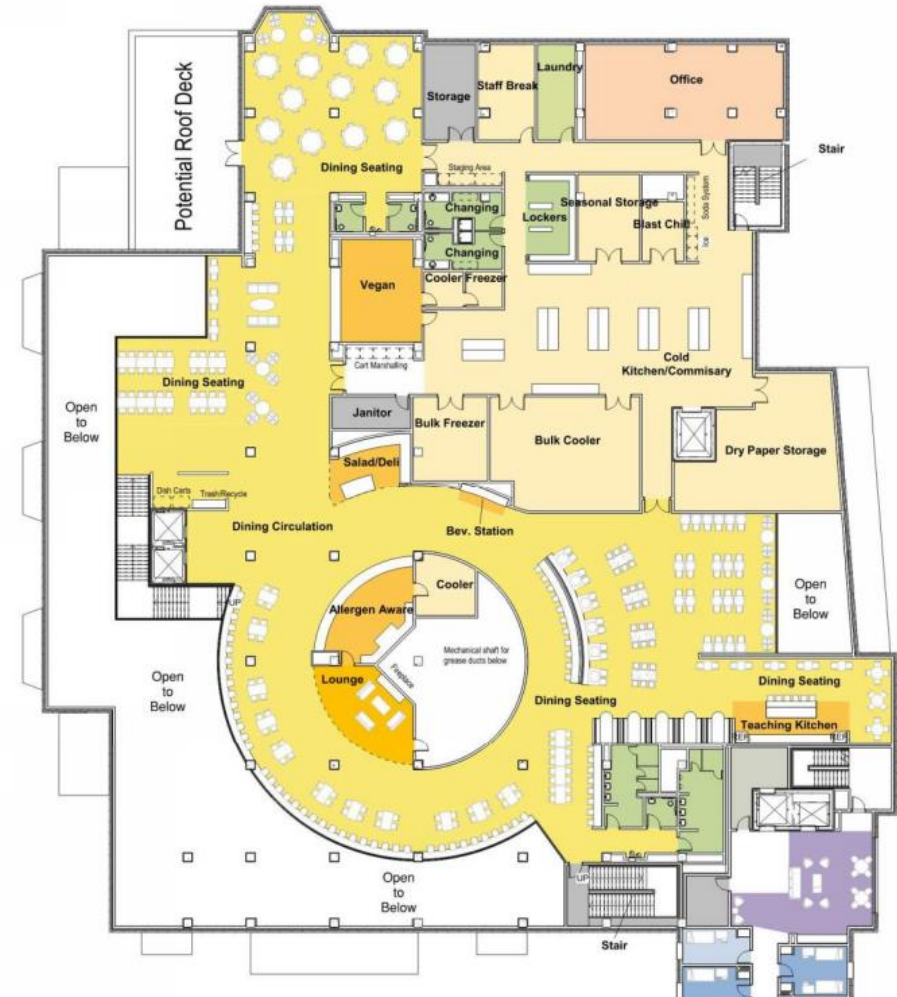 Potential Roof Deck
Storage
Staff Break
Laundry
Office
Stair
Dining Seating
Staging Area
Changing
Lockers
Seasonal Storage
Blast Chill
Soda System
Ice
Changing
Cooler
Freezer
Vegan
Cart Marshalling
Cold
Kitchen/Commisary
Dining Seating
Open
to
Below
Janitor
Bulk Freezer
Bulk Cooler
Dry Paper Storage
Salad/Deli
Dish Carts
Trash/Recycle
Dining Circulation
Bev. Station
UP
Cooler
Allergen Aware
Open
to
Below
Mechanical shaft for
grease ducts below
Fireplace
Lounge
Open
to
Below
Dining Seating
Dining Seating
Teaching Kitchen
Open
to
Below
UP
Stair